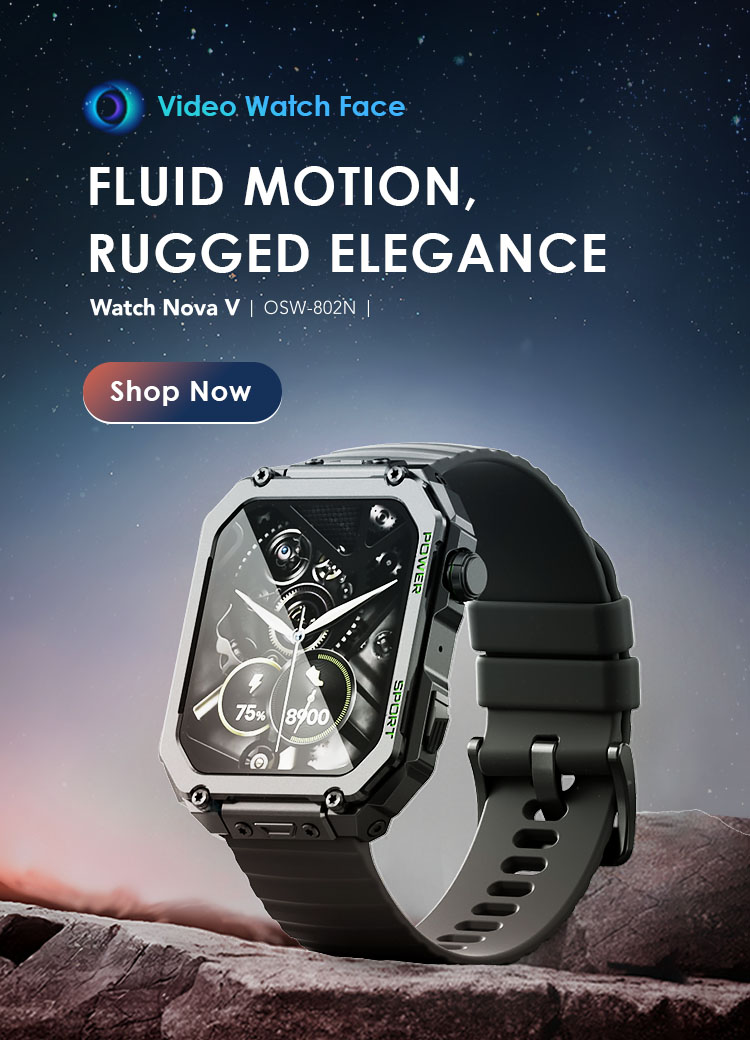 Video Watch Face
FLUID MOTION,
RUGGED ELEGANCE
Watch Nova V | OSW-802N |
Shop Now
POWER
SPORT
75%
8900